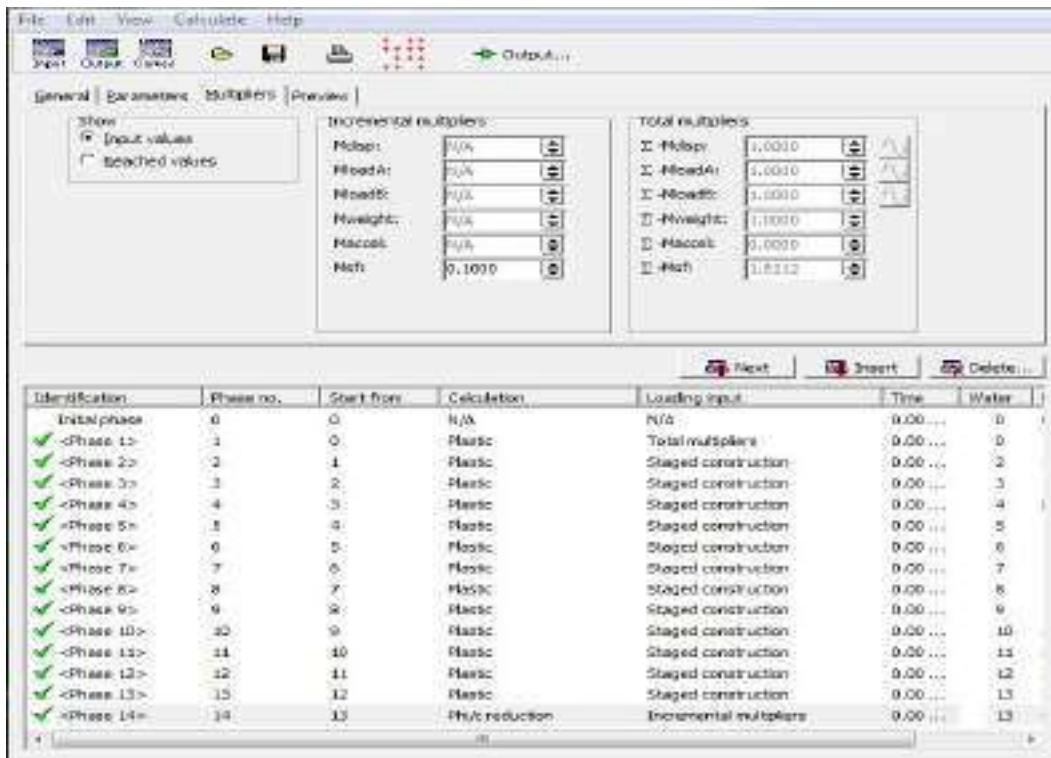 File Edit View Calculate Help
Input Output Curves Output...
General Parameters Multipliers Preview
Show
Input values
Reached values
Incremental multipliers
Mdisp: N/A
MloadA: N/A
MloadB: N/A
Mweight: N/A
Maccel: N/A
Msf: 0.1000
Total multipliers
Σ -Mdisp: 1.0000
Σ -MloadA: 1.0000
Σ -MloadB: 1.0000
Σ -Mweight: 1.0000
Σ -Maccel: 0.0000
Σ -Msf:
Next Insert Delete...
Identification Phase no. Start from Calculation Loading input Time Water
Initial phase 0 0 N/A N/A 0.00 ... 0
<Phase 1> 1 0 Plastic Total multipliers 0.00 ... 0
<Phase 2> 2 1 Plastic Staged construction 0.00 ... 2
<Phase 3> 3 2 Plastic Staged construction 0.00 ... 3
<Phase 4> 4 3 Plastic Staged construction 0.00 ... 4
<Phase 5> 5 4 Plastic Staged construction 0.00 ... 5
<Phase 6> 6 5 Plastic Staged construction 0.00 ... 6
<Phase 7> 7 6 Plastic Staged construction 0.00 ... 7
<Phase 8> 8 7 Plastic Staged construction 0.00 ... 8
<Phase 9> 9 8 Plastic Staged construction 0.00 ... 9
<Phase 10> 10 9 Plastic Staged construction 0.00 ... 10
<Phase 11> 11 10 Plastic Staged construction 0.00 ... 11
<Phase 12> 12 11 Plastic Staged construction 0.00 ... 12
<Phase 13> 13 12 Plastic Staged construction 0.00 ... 13
<Phase 14> 14 13 Phi/c reduction Incremental multipliers 0.00 ... 13